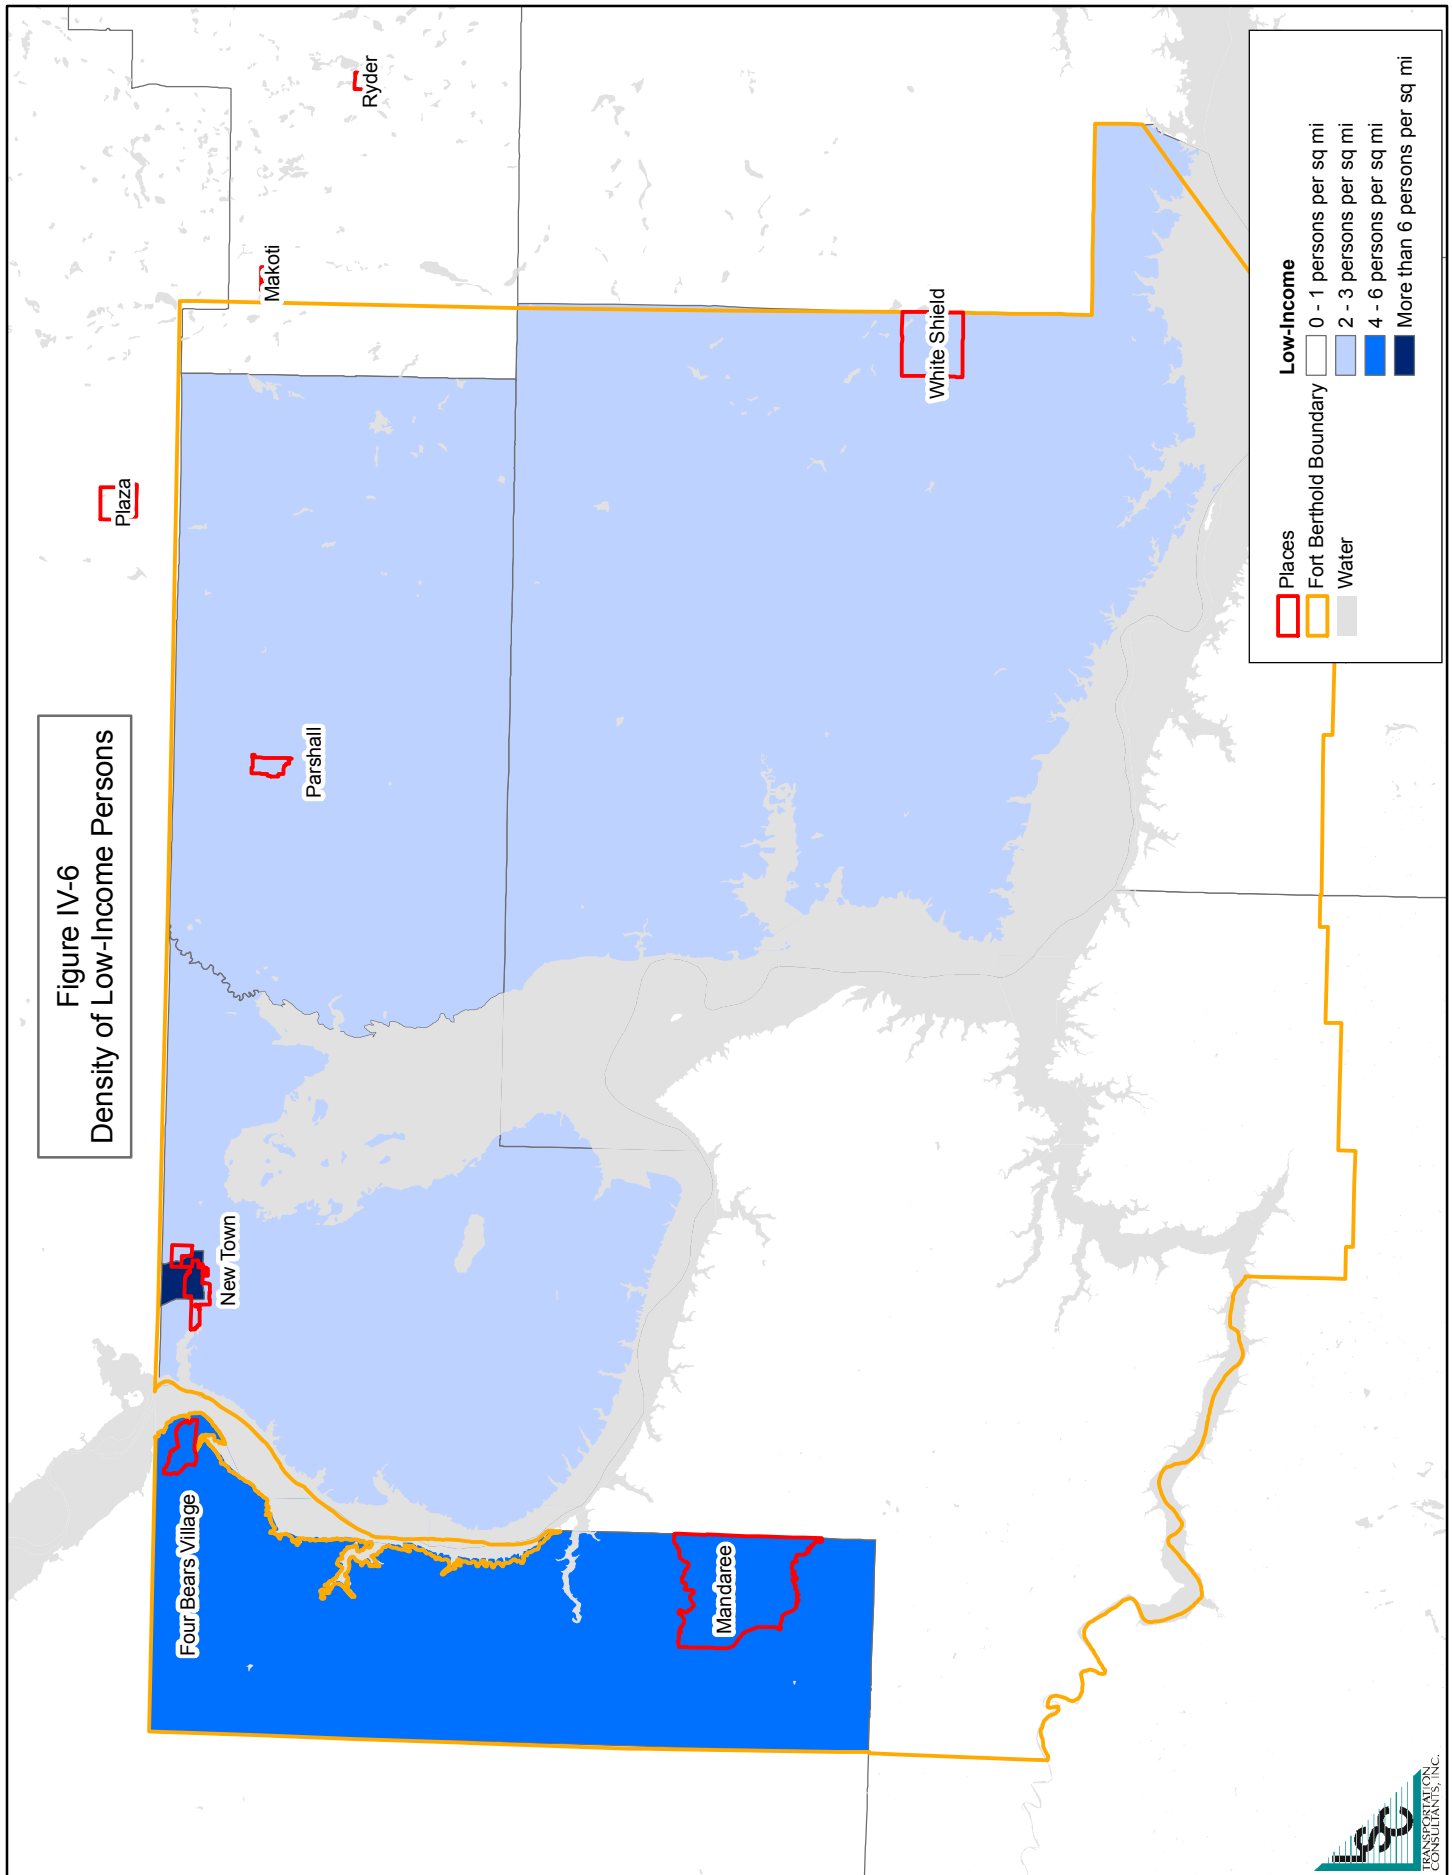 Figure IV-6
Density of Low-Income Persons
Plaza
Makoti
Ryder
New Town
Four Bears Village
Parshall
Mandaree
White Shield
Places
Fort Berthold Boundary
Water
Low-Income
0 - 1 persons per sq mi
2 - 3 persons per sq mi
4 - 6 persons per sq mi
More than 6 persons per sq mi
LSC
TRANSPORTATION
CONSULTANTS, INC.